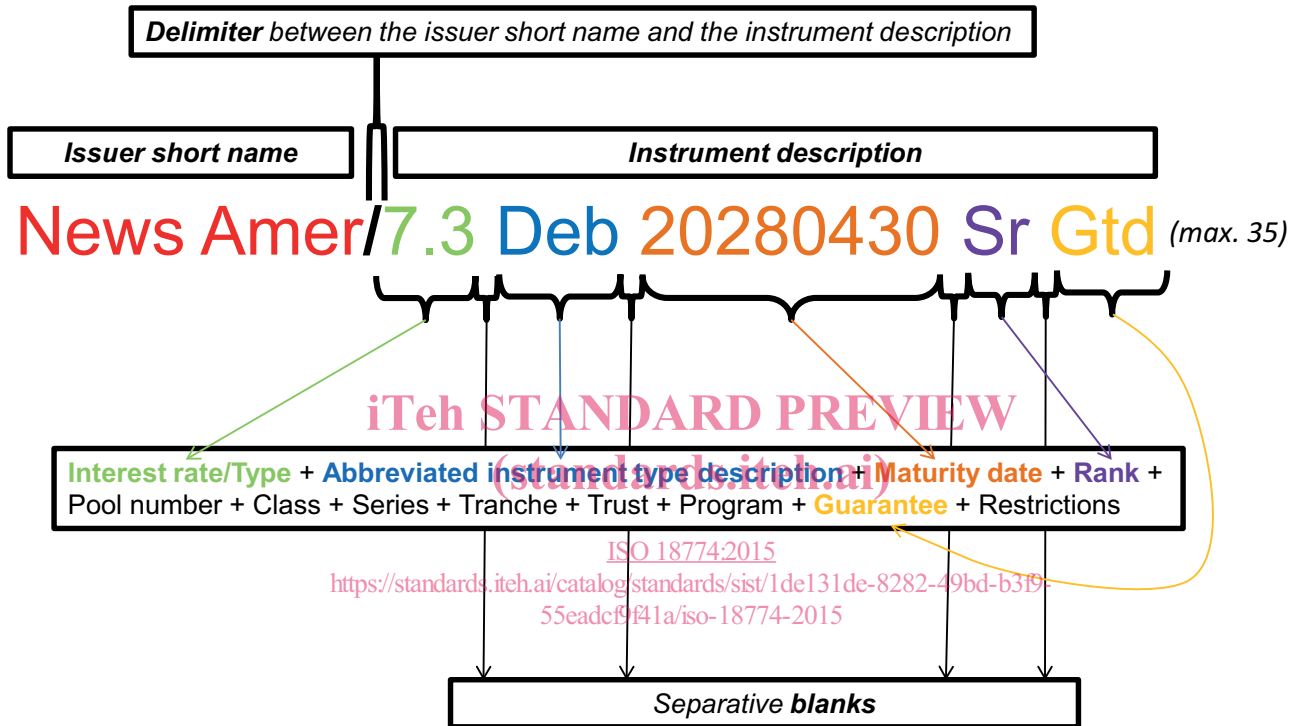 Delimiter between the issuer short name and the instrument description
Issuer short name
Instrument description
News Amer/7.3 Deb 20280430 Sr Gtd (max. 35)
iTeh STANDARD PREVIEW
(standards.iteh.ai)
Interest rate/Type + Abbreviated instrument type description + Maturity date + Rank +
Pool number + Class + Series + Tranche + Trust + Program + Guarantee + Restrictions
ISO 18774:2015
https://standards.iteh.ai/catalog/standards/sist/1de131de-8282-49bd-b3f9-
55eadcf9f41a/iso-18774-2015
Separative blanks